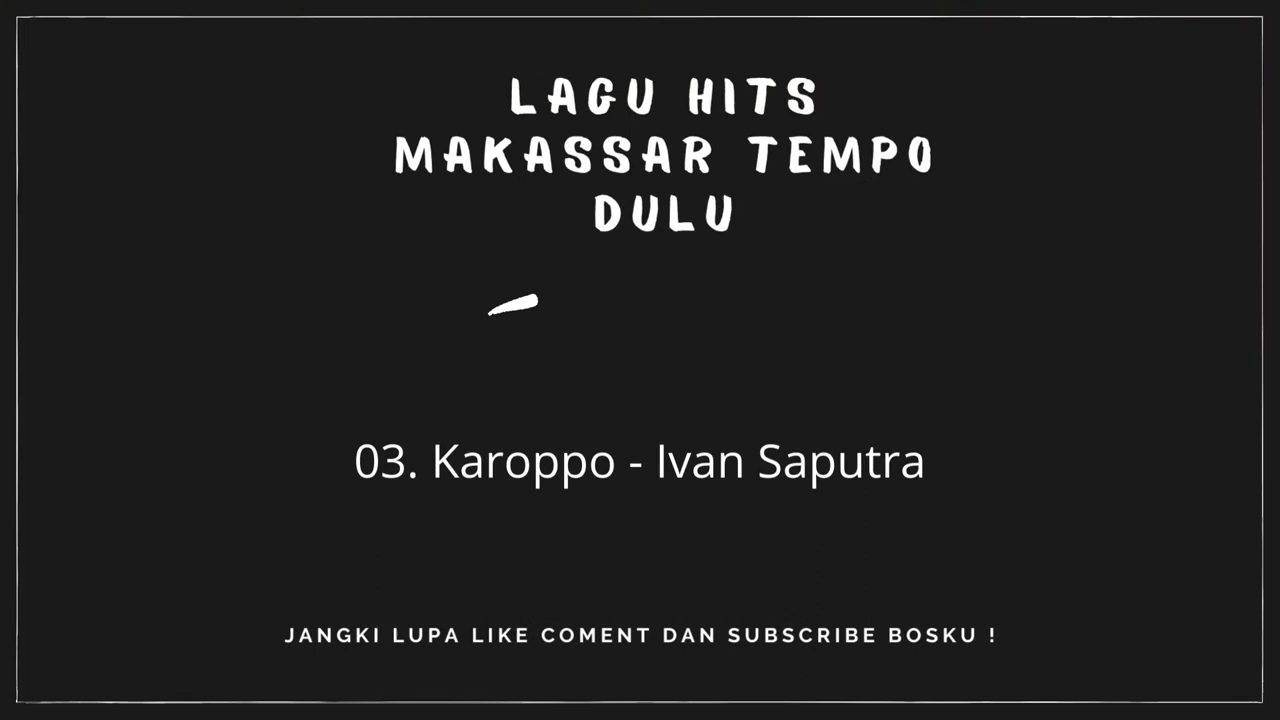 LAGU HITS
MAKASSAR TEMPO
DULU
03. Karoppo - Ivan Saputra
JANGKI LUPA LIKE COMENT DAN SUBSCRIBE BOSKU !